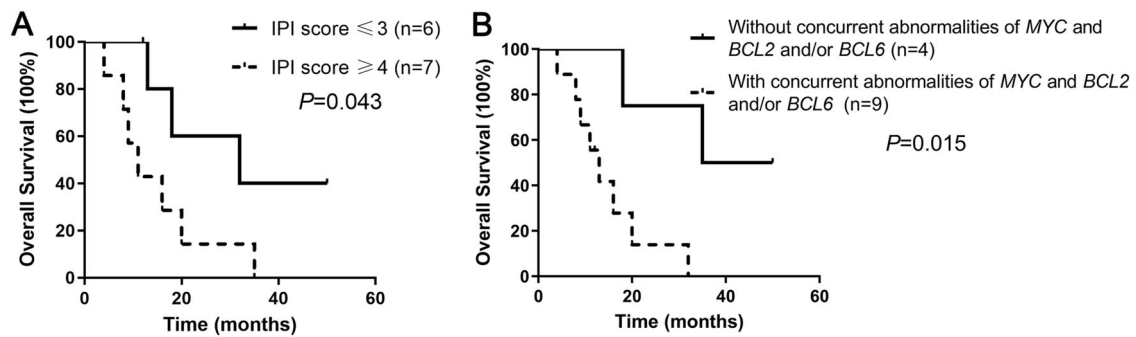 A
IPI score ≤3 (n=6)
IPI score ≥4 (n=7)
P=0.043
Overall Survival (100%)
100
80
60
40
20
0
0 20 40 60
Time (months)
B
Without concurrent abnormalities of MYC and
BCL2 and/or BCL6 (n=4)
With concurrent abnormalities of MYC and BCL2
and/or BCL6 (n=9)
P=0.015
Overall Survival (100%)
100
80
60
40
20
0
0 20 40 60
Time (months)